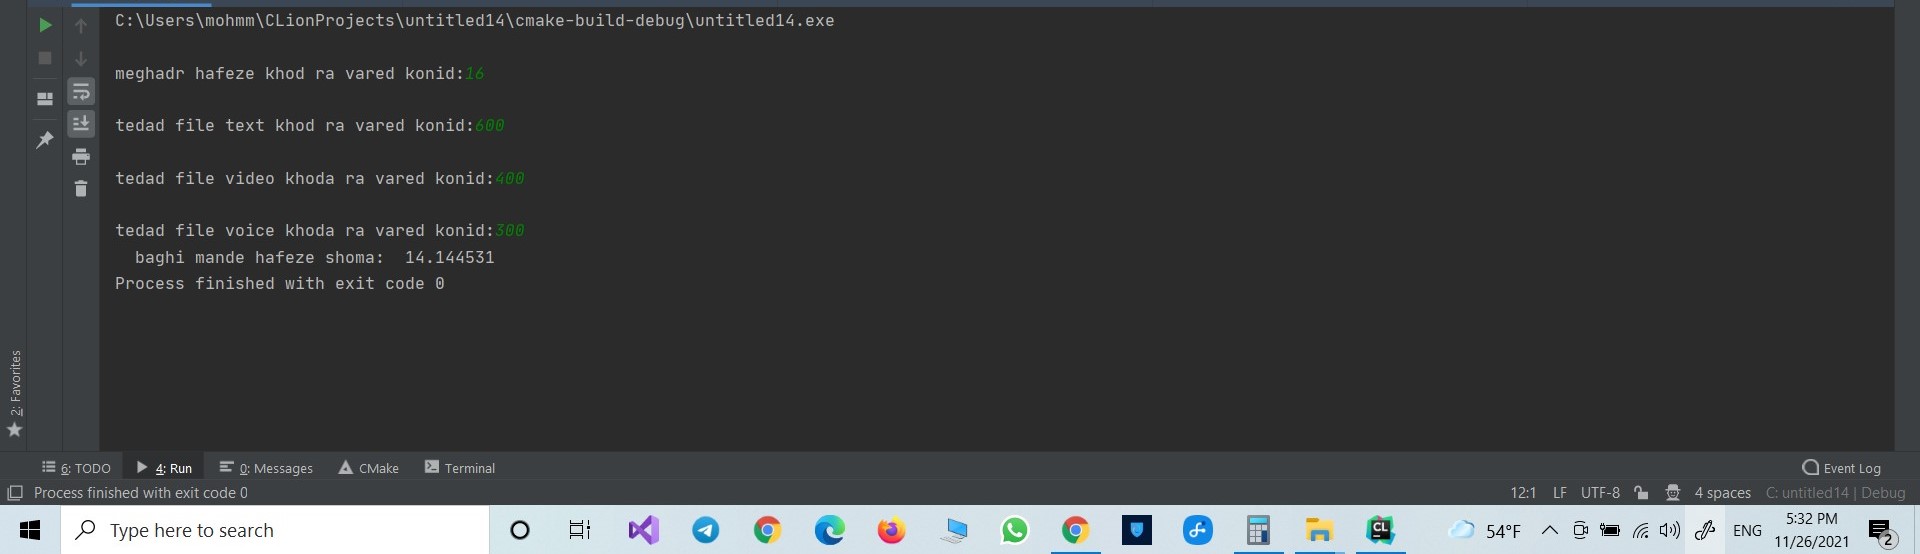 C:\Users\mohmm\CLionProjects\untitled14\cmake-build-debug\untitled14.exe
meghadr hafeze khod ra vared konid:16
tedad file text khod ra vared konid:600
tedad file video khoda ra vared konid:400
tedad file voice khoda ra vared konid:300
baghi mande hafeze shoma:  14.144531
Process finished with exit code 0
2: Favorites
6: TODO 4: Run 0: Messages CMake Terminal Event Log
Process finished with exit code 0 12:1 LF UTF-8 4 spaces C: untitled14 | Debug
Type here to search CL 54°F ENG 5:32 PM
11/26/2021 2